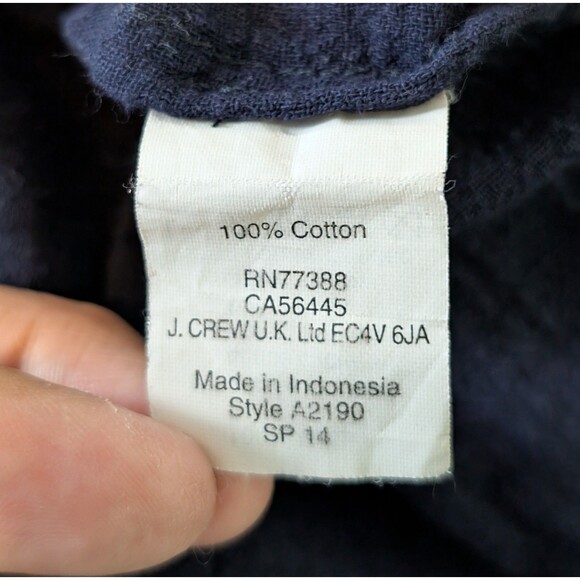 100% Cotton
RN77388
CA56445
J. CREW U.K. Ltd EC4V 6JA
Made in Indonesia
Style A2190
SP 14